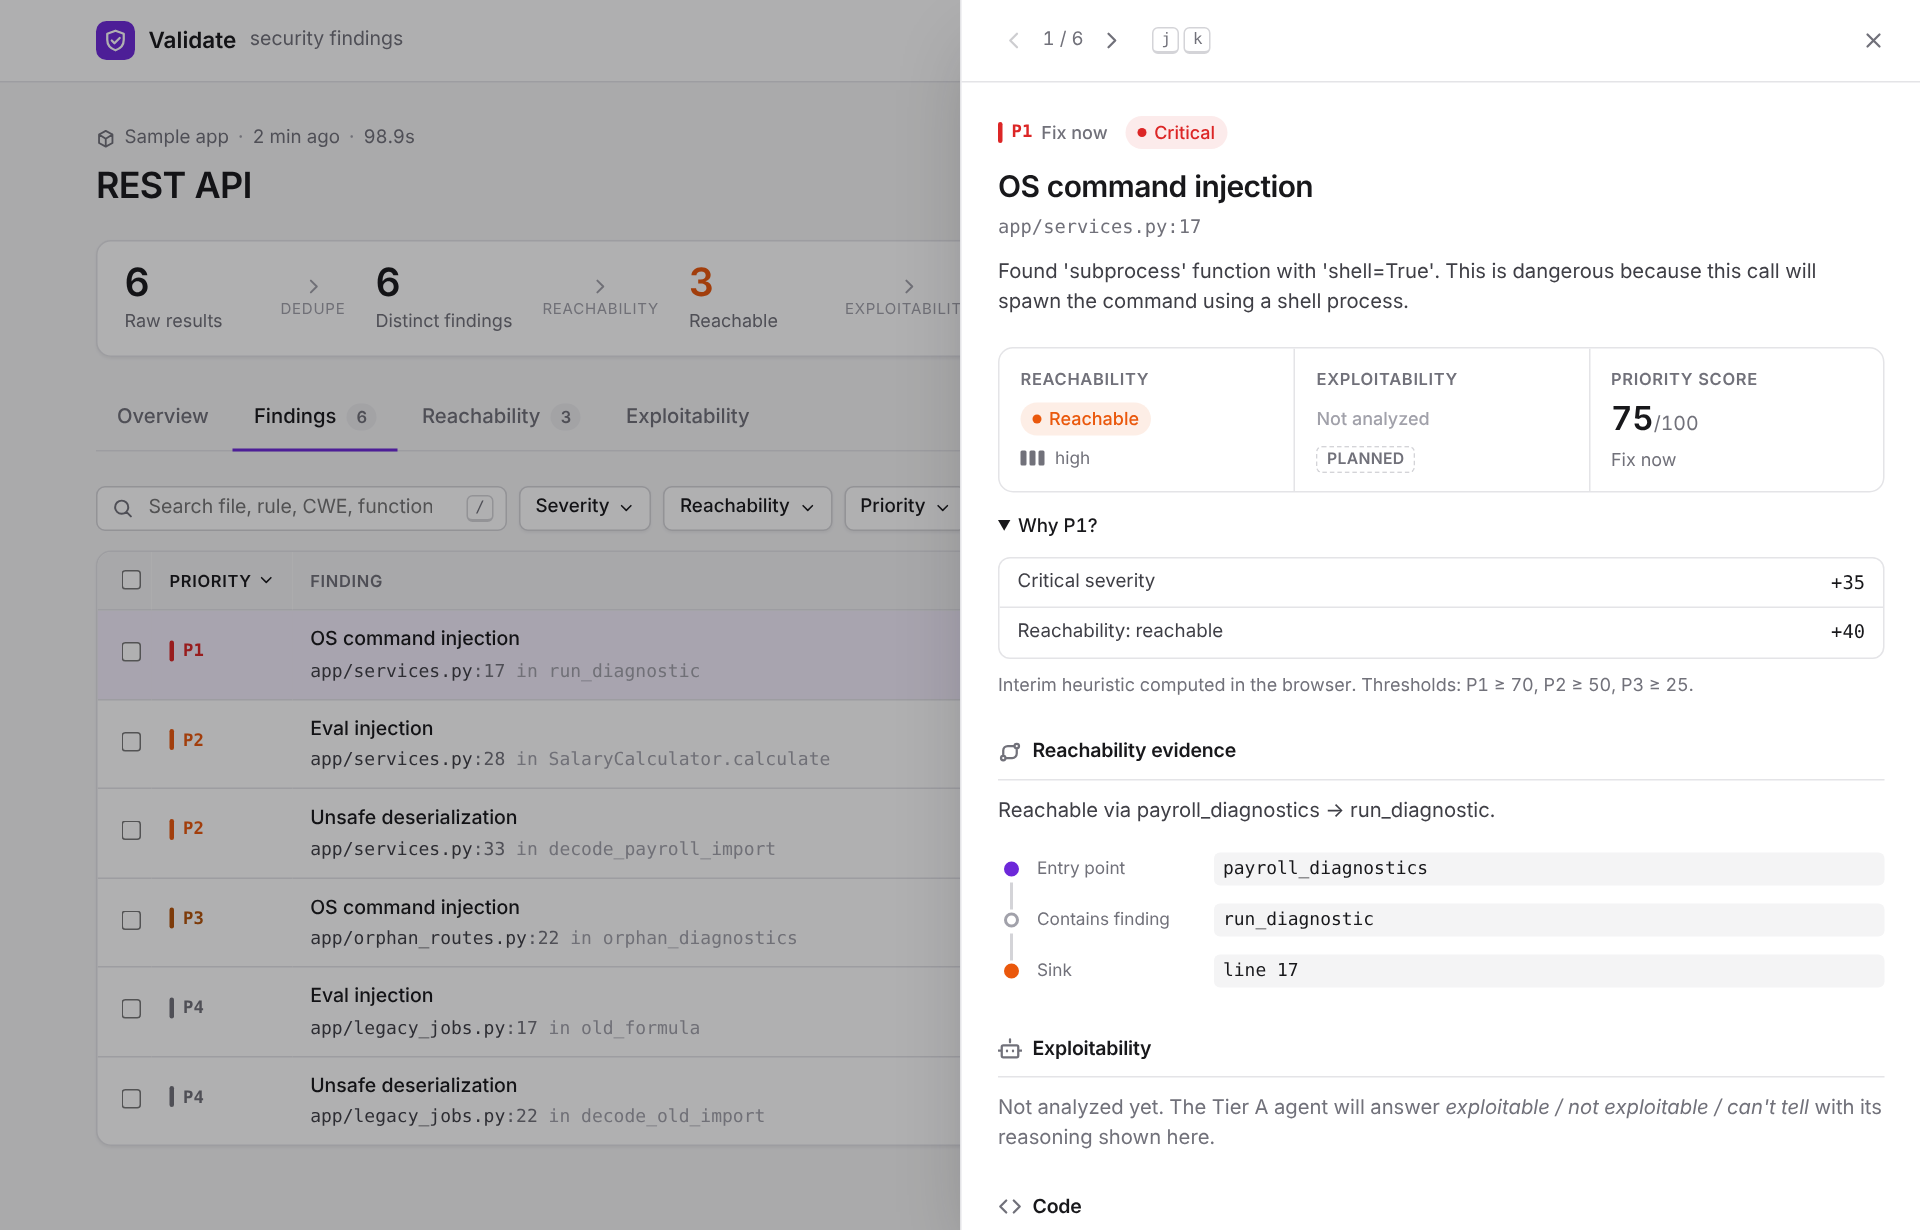 Validate security findings
Sample app · 2 min ago · 98.9s
REST API
6
Raw results
DEDUPE
6
Distinct findings
REACHABILITY
3
Reachable
EXPLOITABILIT
Overview
Findings 6
Reachability 3
Exploitability
Search file, rule, CWE, function /
Severity
Reachability
Priority
PRIORITY
FINDING
P1
OS command injection
app/services.py:17 in run_diagnostic
P2
Eval injection
app/services.py:28 in SalaryCalculator.calculate
P2
Unsafe deserialization
app/services.py:33 in decode_payroll_import
P3
OS command injection
app/orphan_routes.py:22 in orphan_diagnostics
P4
Eval injection
app/legacy_jobs.py:17 in old_formula
P4
Unsafe deserialization
app/legacy_jobs.py:22 in decode_old_import
1 / 6
j k
P1 Fix now
Critical
OS command injection
app/services.py:17
Found 'subprocess' function with 'shell=True'. This is dangerous because this call will
spawn the command using a shell process.
REACHABILITY
Reachable
high
EXPLOITABILITY
Not analyzed
PLANNED
PRIORITY SCORE
75/100
Fix now
Why P1?
Critical severity +35
Reachability: reachable +40
Interim heuristic computed in the browser. Thresholds: P1 ≥ 70, P2 ≥ 50, P3 ≥ 25.
Reachability evidence
Reachable via payroll_diagnostics → run_diagnostic.
Entry point payroll_diagnostics
Contains finding run_diagnostic
Sink line 17
Exploitability
Not analyzed yet. The Tier A agent will answer exploitable / not exploitable / can't tell with its
reasoning shown here.
Code